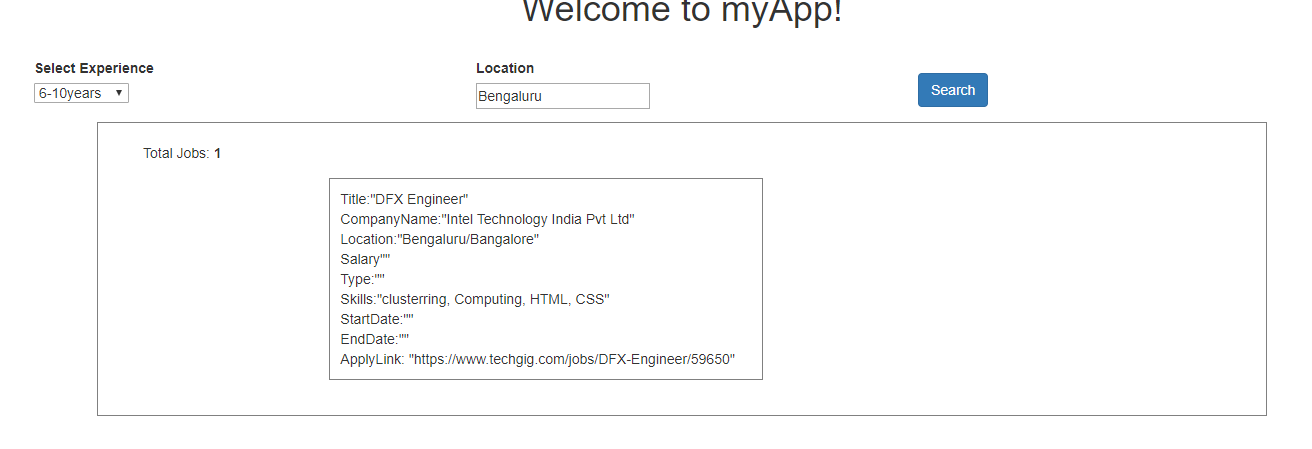 Welcome to myApp!
Select Experience
6-10years
Location
Bengaluru
Search
Total Jobs: 1
Title:"DFX Engineer"
CompanyName:"Intel Technology India Pvt Ltd"
Location:"Bengaluru/Bangalore"
Salary""
Type:""
Skills:"clusterring, Computing, HTML, CSS"
StartDate:""
EndDate:""
ApplyLink: "https://www.techgig.com/jobs/DFX-Engineer/59650"